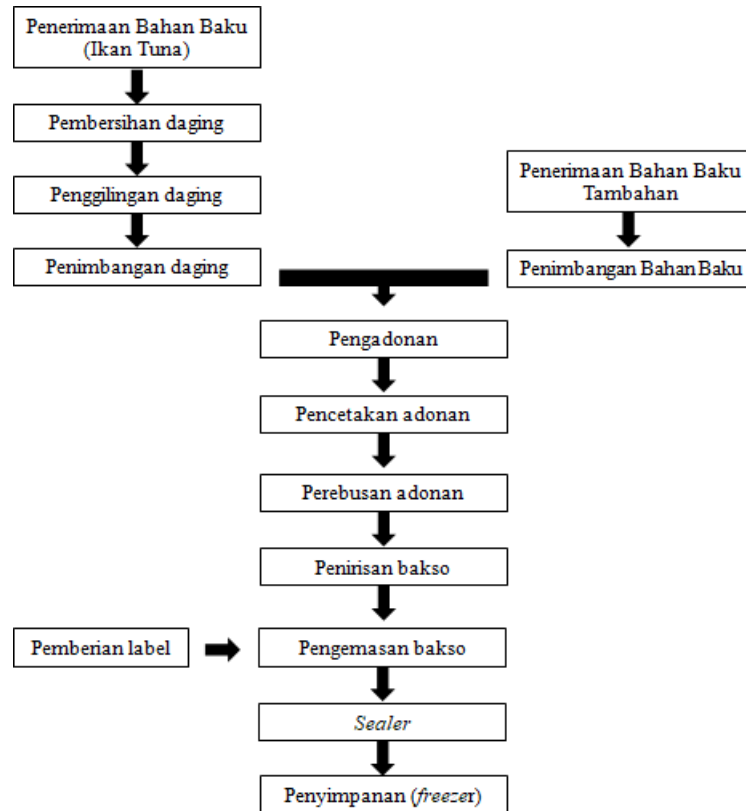 Penerimaan Bahan Baku
(Ikan Tuna)
Pembersihan daging
Penggilingan daging
Penimbangan daging
Penerimaan Bahan Baku
Tambahan
Penimbangan Bahan Baku
Pengadonan
Pencetakan adonan
Perebusan adonan
Penirisan bakso
Pemberian label
Pengemasan bakso
Sealer
Penyimpanan (freezer)